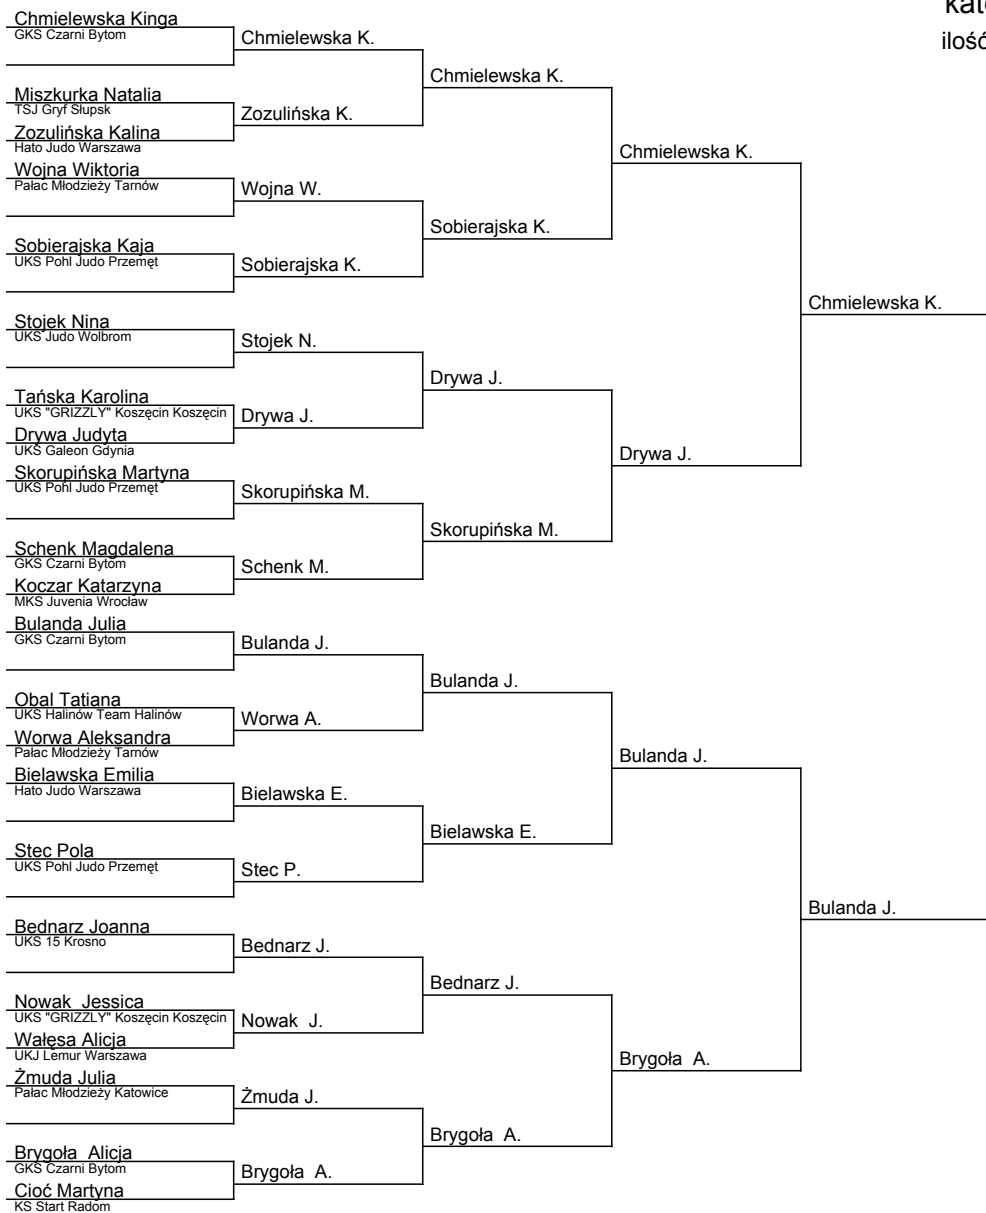 Chmielewska Kinga
GKS Czarni Bytom
Miszkurka Natalia
TSJ Gryf Słupsk
Zozulińska Kalina
Hato Judo Warszawa
Wojna Wiktoria
Pałac Młodzieży Tarnów
Sobierajska Kaja
UKS Pohl Judo Przemęt
Stojek Nina
UKS Judo Wolbrom
Tańska Karolina
UKS "GRIZZLY" Koszęcin Koszęcin
Drywa Judyta
UKS Galeon Gdynia
Skorupińska Martyna
UKS Pohl Judo Przemęt
Schenk Magdalena
GKS Czarni Bytom
Koczar Katarzyna
MKS Juvenia Wrocław
Bulanda Julia
GKS Czarni Bytom
Obal Tatiana
UKS Halinów Team Halinów
Worwa Aleksandra
Pałac Młodzieży Tarnów
Bielawska Emilia
Hato Judo Warszawa
Stec Pola
UKS Pohl Judo Przemęt
Bednarz Joanna
UKS 15 Krosno
Nowak Jessica
UKS "GRIZZLY" Koszęcin Koszęcin
Wałęsa Alicja
UKJ Lemur Warszawa
Żmuda Julia
Pałac Młodzieży Katowice
Brygoła Alicja
GKS Czarni Bytom
Cioć Martyna
KS Start Radom
Chmielewska K.
Zozulińska K.
Wojna W.
Sobierajska K.
Stojek N.
Drywa J.
Skorupińska M.
Schenk M.
Bulanda J.
Worwa A.
Bielawska E.
Stec P.
Bednarz J.
Nowak J.
Żmuda J.
Brygoła A.
Chmielewska K.
Sobierajska K.
Drywa J.
Skorupińska M.
Bulanda J.
Bielawska E.
Bednarz J.
Brygoła A.
Chmielewska K.
Drywa J.
Bulanda J.
Brygoła A.
Chmielewska K.
Bulanda J.
ilość